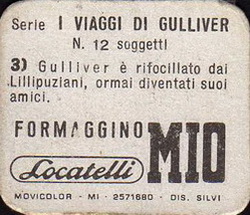 Serie I VIAGGI DI GULLIVER
N. 12 soggetti
3) Gulliver è rifocillato dai
Lillipuziani, ormai diventati suoi
amici.
FORMAGGINO MIO
Locatelli
MOVICOLOR - MI - 2571680 - DIS. SILVI